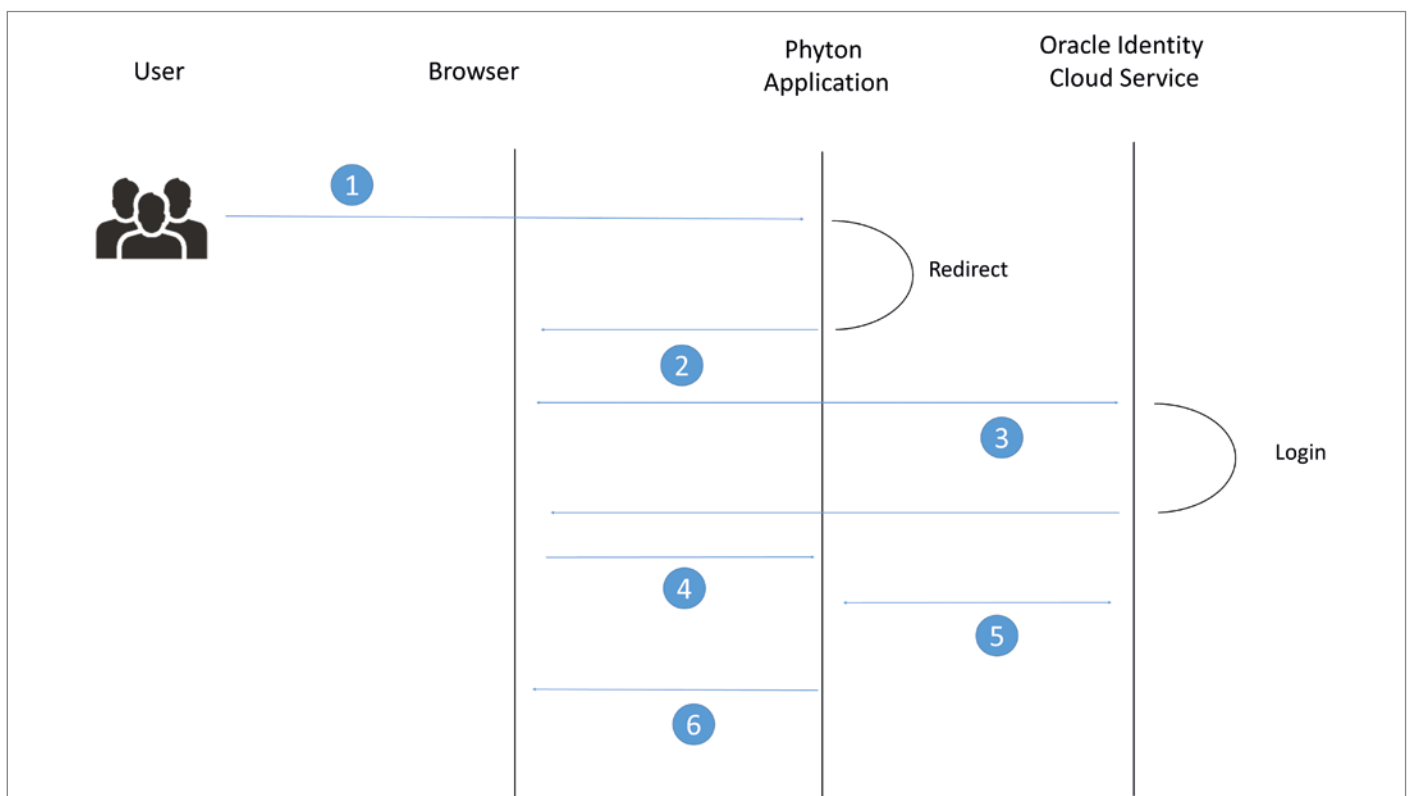 User
Browser
Phyton
Application
Oracle Identity
Cloud Service
1
Redirect
2
3
Login
4
5
6